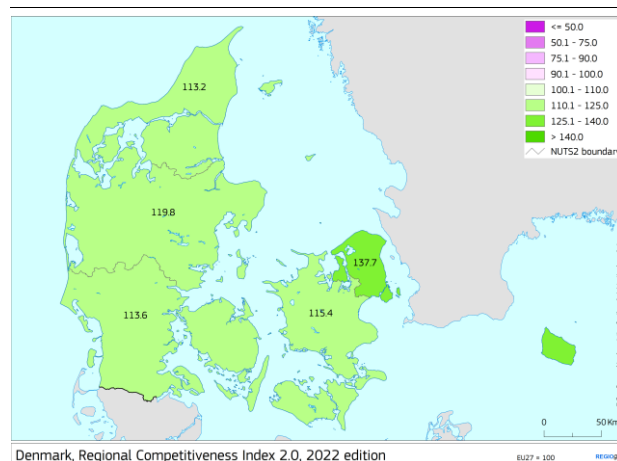 <= 50.0
50.1 - 75.0
75.1 - 90.0
90.1 - 100.0
100.1 - 110.0
110.1 - 125.0
125.1 - 140.0
> 140.0
NUTS2 boundary
113.2
119.8
137.7
115.4
113.6
0 50 Km
Denmark, Regional Competitiveness Index 2.0, 2022 edition
EU27 = 100